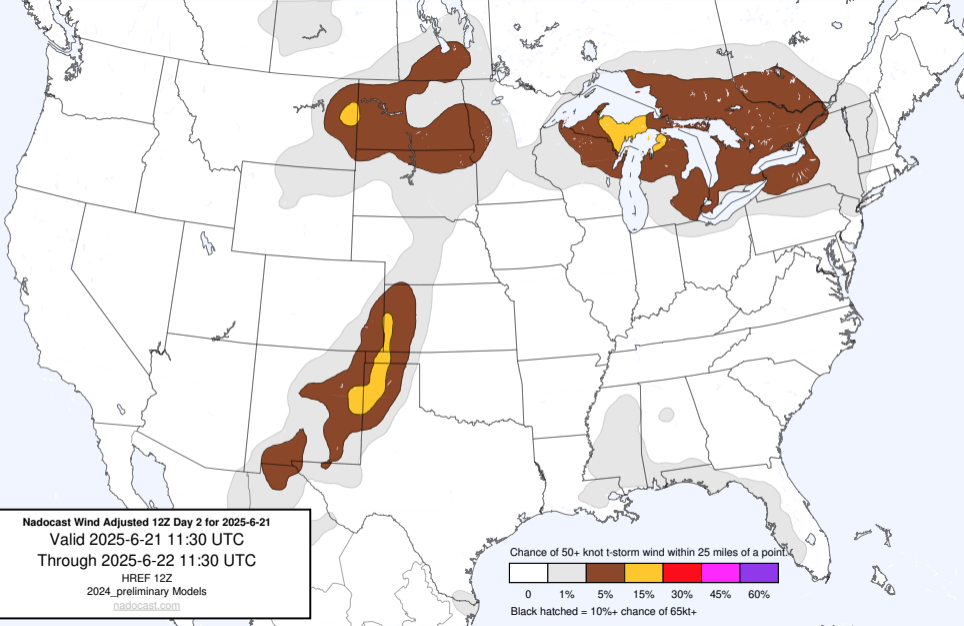 Nadocast Wind Adjusted 12Z Day 2 for 2025-6-21
Valid 2025-6-21 11:30 UTC
Through 2025-6-22 11:30 UTC
HREF 12Z
2024_preliminary Models
nadocast.com
Chance of 50+ knot t-storm wind within 25 miles of a point.
0 1% 5% 15% 30% 45% 60%
Black hatched = 10%+ chance of 65kt+